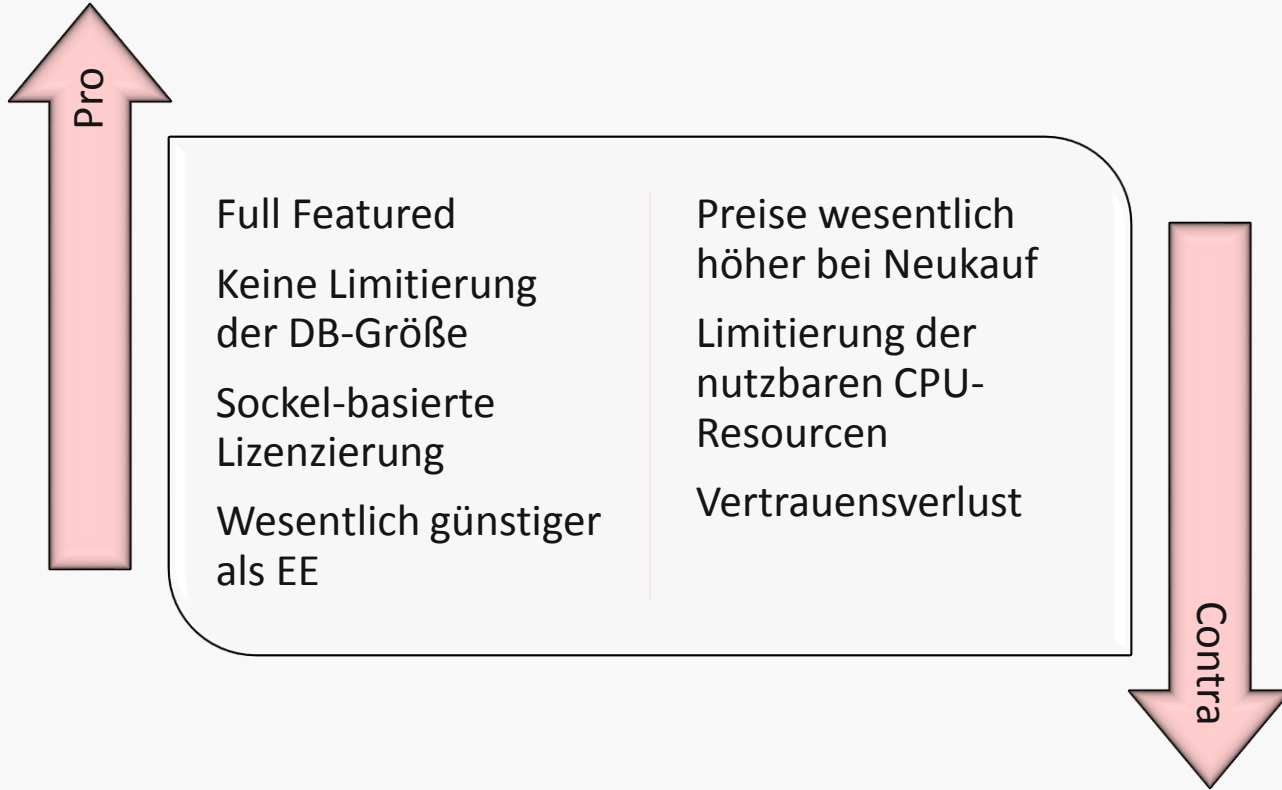 Pro
Full Featured
Keine Limitierung
der DB-Größe
Sockel-basierte
Lizenzierung
Wesentlich günstiger
als EE
Preise wesentlich
höher bei Neukauf
Limitierung der
nutzbaren CPU-
Resourcen
Vertrauensverlust
Contra